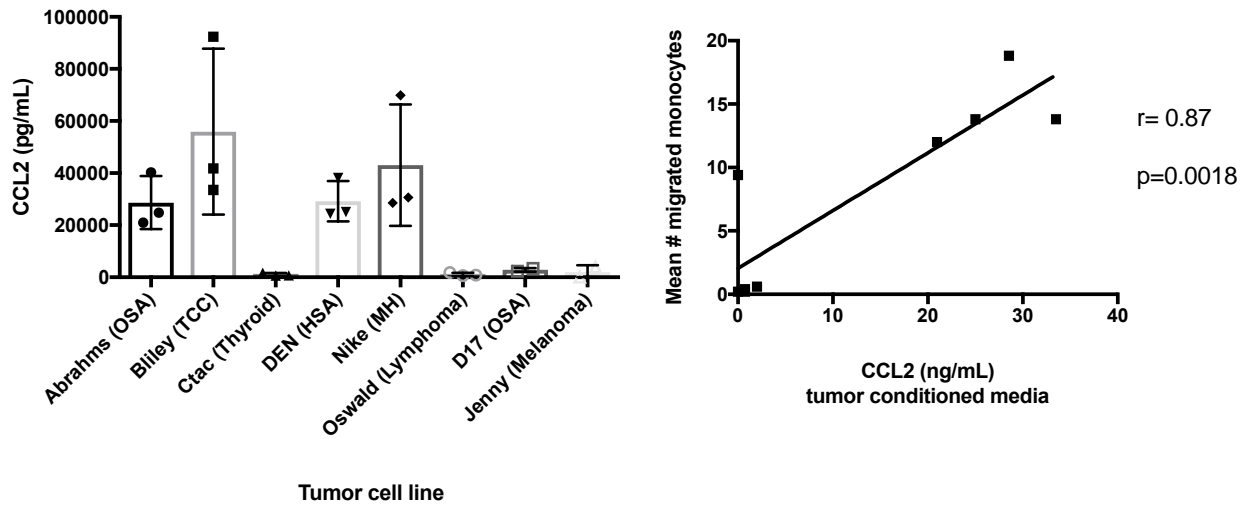 100000
80000
60000
40000
20000
0
CCL2 (pg/mL)
Abrahms (OSA)
Bliley (TCC)
Ctac (Thyroid)
DEN (HSA)
Nike (MH)
Oswald (Lymphoma)
D17 (OSA)
Jenny (Melanoma)
Tumor cell line
20
15
10
5
0
Mean # migrated monocytes
0
10
20
30
40
CCL2 (ng/mL)
tumor conditioned media
r= 0.87
p=0.0018